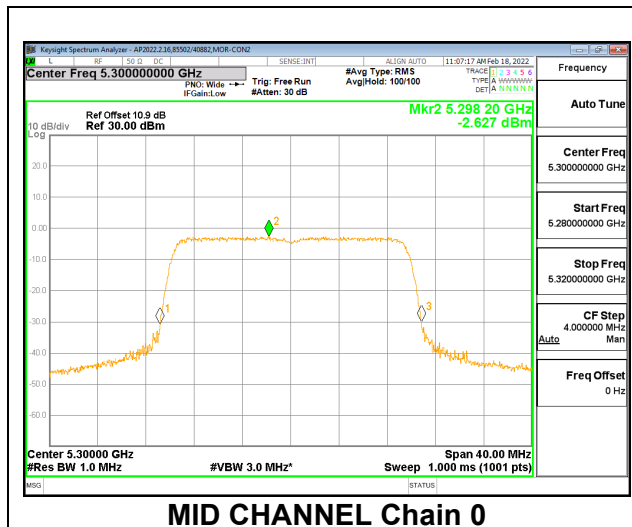 Keysight Spectrum Analyzer - AP2022.2.16,85502/40882,MOR-CON2
L RF 50 Ω DC SENSE:INT ALIGN AUTO 11:07:17 AM Feb 18, 2022
Center Freq 5.300000000 GHz
PNO: Wide
IFGain:Low
Trig: Free Run
#Atten: 30 dB
#Avg Type: RMS
Avg|Hold: 100/100
TRACE 1 2 3 4 5 6
TYPE A WWWWW
DET A N N N N N
Frequency
Auto Tune
Center Freq
5.300000000 GHz
Start Freq
5.280000000 GHz
Stop Freq
5.320000000 GHz
CF Step
4.000000 MHz
Auto Man
Freq Offset
0 Hz
Ref Offset 10.9 dB
10 dB/div Ref 30.00 dBm
Log
Mkr2 5.298 20 GHz
-2.627 dBm
20.0
10.0
0.00
-10.0
-20.0
-30.0
-40.0
-50.0
-60.0
1
2
3
Center 5.30000 GHz Span 40.00 MHz
#Res BW 1.0 MHz #VBW 3.0 MHz* Sweep 1.000 ms (1001 pts)
MSG STATUS
MID CHANNEL Chain 0